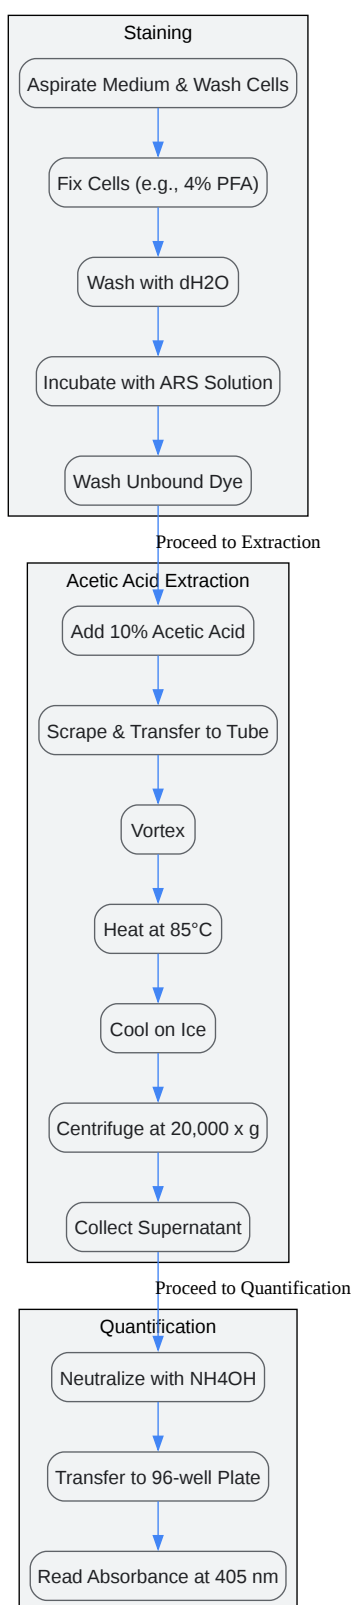 Staining
Aspirate Medium & Wash Cells
Fix Cells (e.g., 4% PFA)
Wash with dH2O
Incubate with ARS Solution
Wash Unbound Dye
Proceed to Extraction
Acetic Acid Extraction
Add 10% Acetic Acid
Scrape & Transfer to Tube
Vortex
Heat at 85°C
Cool on Ice
Centrifuge at 20,000 x g
Collect Supernatant
Proceed to Quantification
Quantification
Neutralize with NH4OH
Transfer to 96-well Plate
Read Absorbance at 405 nm